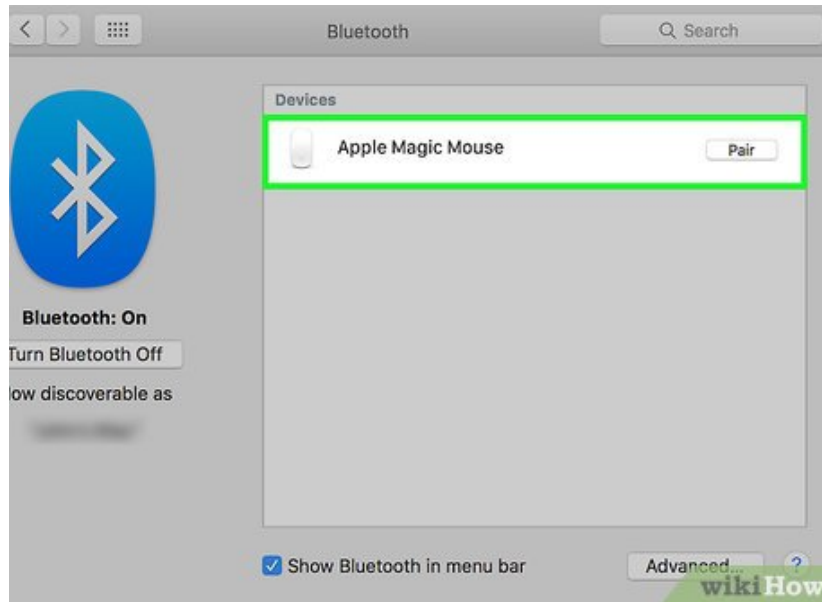 Bluetooth
Search
Devices
Apple Magic Mouse
Pair
Bluetooth: On
Turn Bluetooth Off
ow discoverable as
Show Bluetooth in menu bar
Advanced...
?
wikiHow